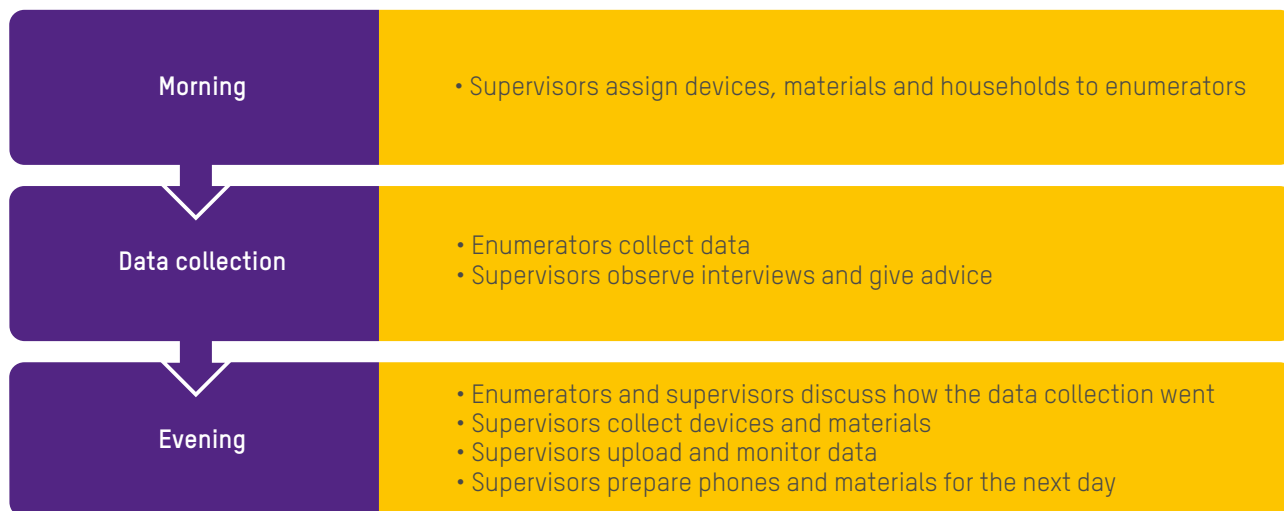 Morning
• Supervisors assign devices, materials and households to enumerators
Data collection
• Enumerators collect data
• Supervisors observe interviews and give advice
Evening
• Enumerators and supervisors discuss how the data collection went
• Supervisors collect devices and materials
• Supervisors upload and monitor data
• Supervisors prepare phones and materials for the next day